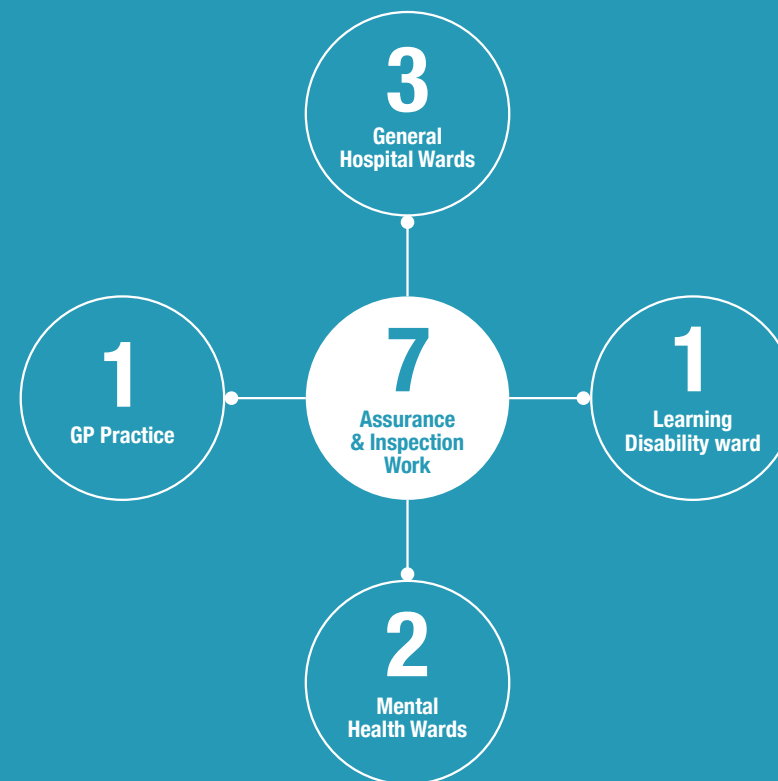 3
General
Hospital Wards
1
GP Practice
7
Assurance
& Inspection
Work
1
Learning
Disability ward
2
Mental
Health Wards